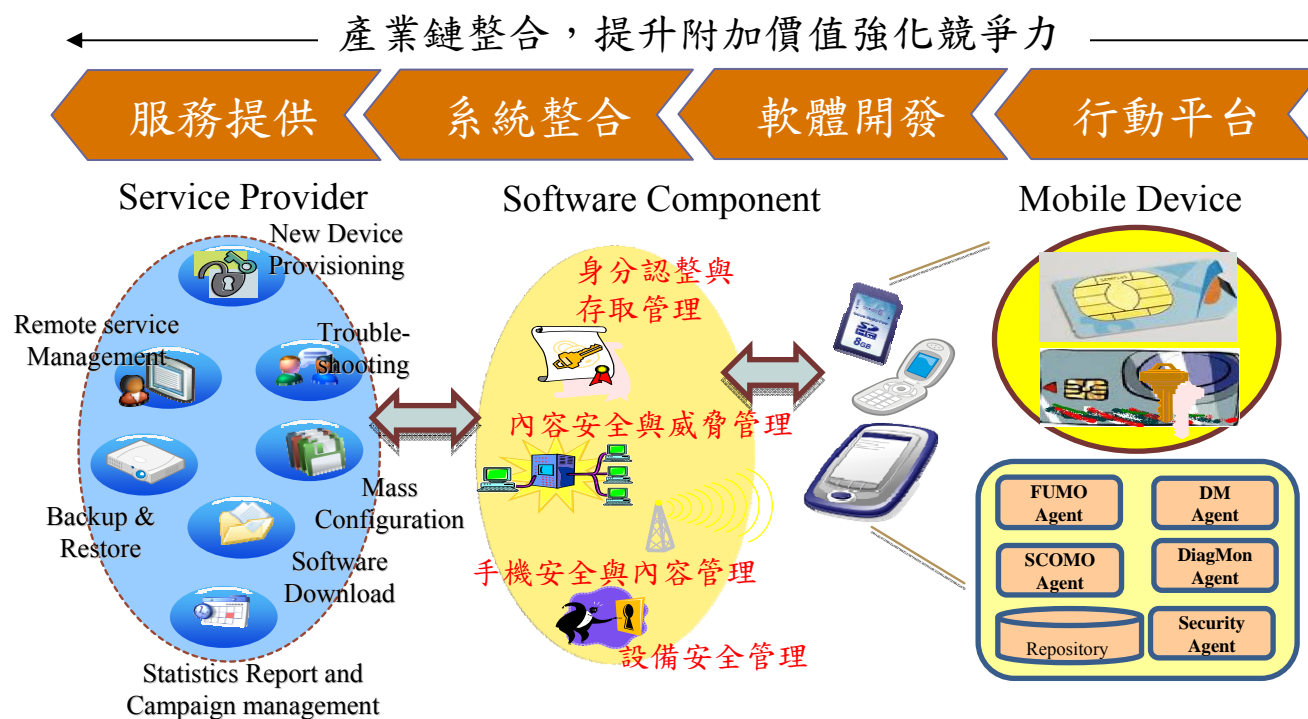 產業鏈整合，提升附加價值強化競爭力
服務提供
系統整合
軟體開發
行動平台
Service Provider
New Device
Provisioning
Remote service
Management
Trouble-
shooting
Backup &
Restore
Mass
Configuration
Software
Download
Statistics Report and
Campaign management
Software Component
身分認整與
存取管理
內容安全與威脅管理
手機安全與內容管理
設備安全管理
8GB
Mobile Device
FUMO
Agent
DM
Agent
SCOMO
Agent
DiagMon
Agent
Repository
Security
Agent